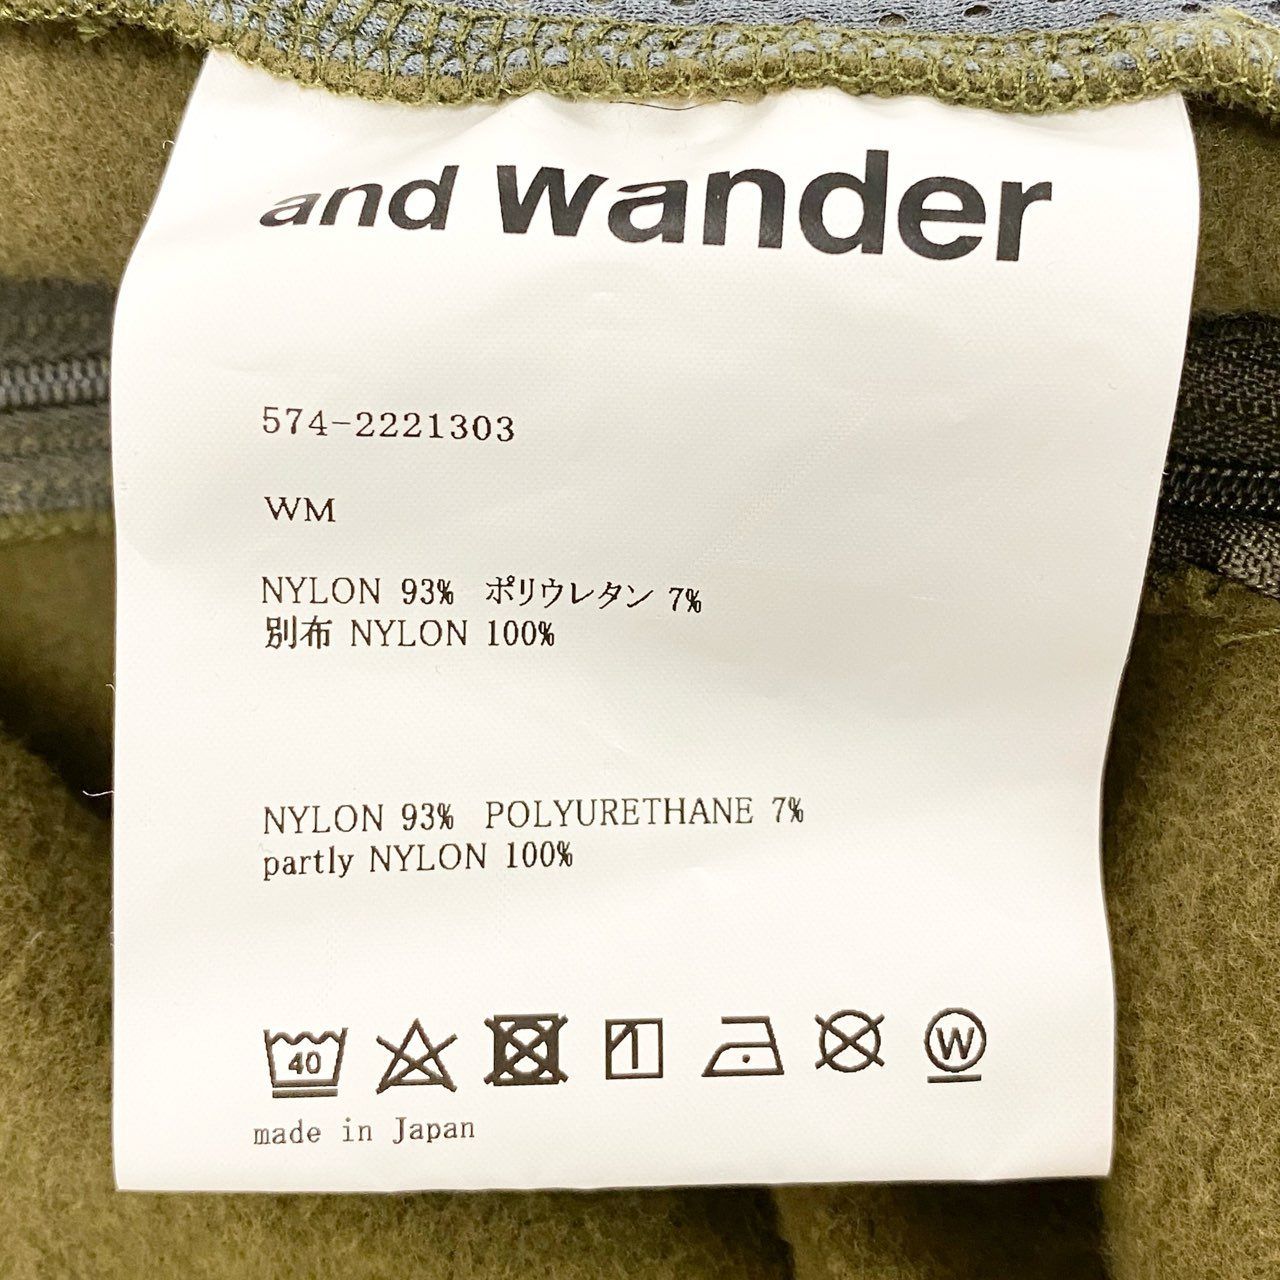 and wander
574-2221303
WM
NYLON 93% ポリウレタン 7%
別布 NYLON 100%
NYLON 93% POLYURETHANE 7%
partly NYLON 100%
40
W
made in Japan